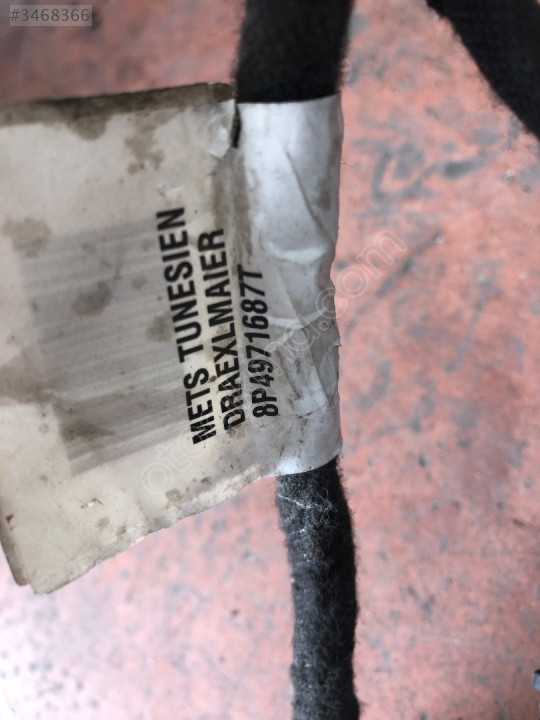 #3468366
METS TUNESIEN
DRAEXLMAIER
8P4971687T